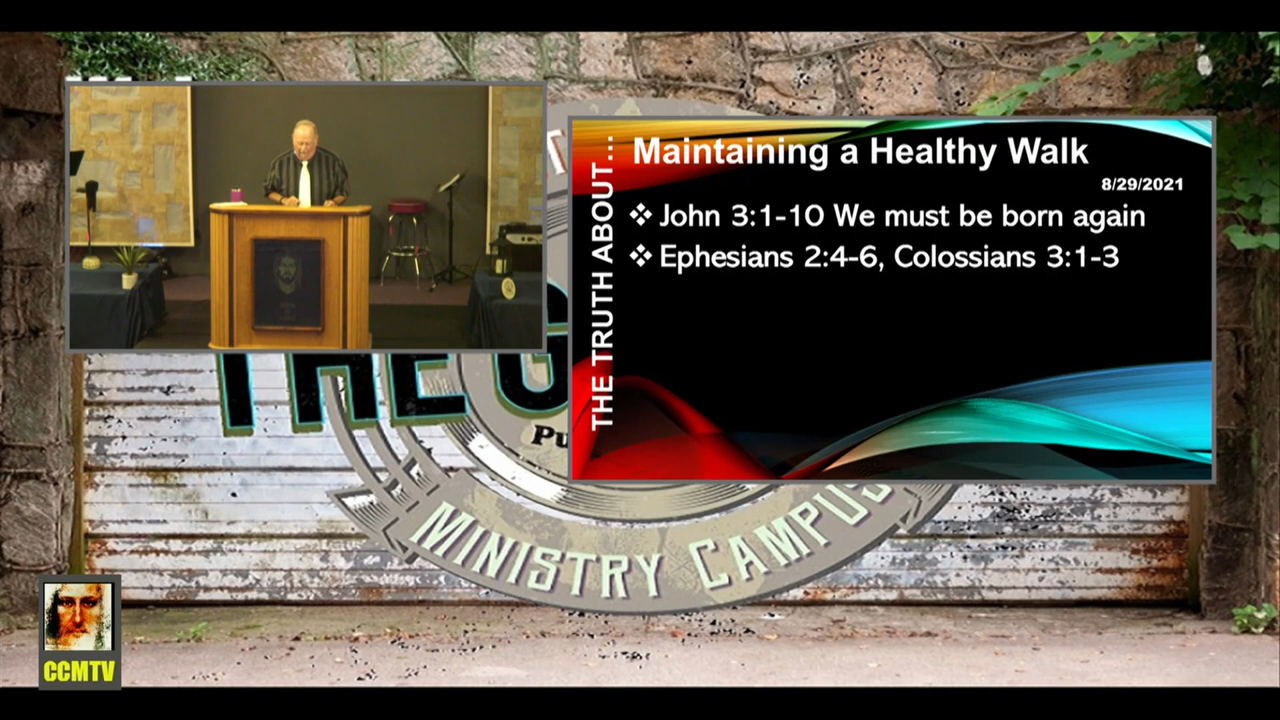 Maintaining a Healthy Walk
8/29/2021
THE TRUTH ABOUT...
❖ John 3:1-10 We must be born again
❖ Ephesians 2:4-6, Colossians 3:1-3
THE
MINISTRY CAMPUS
CCMTV